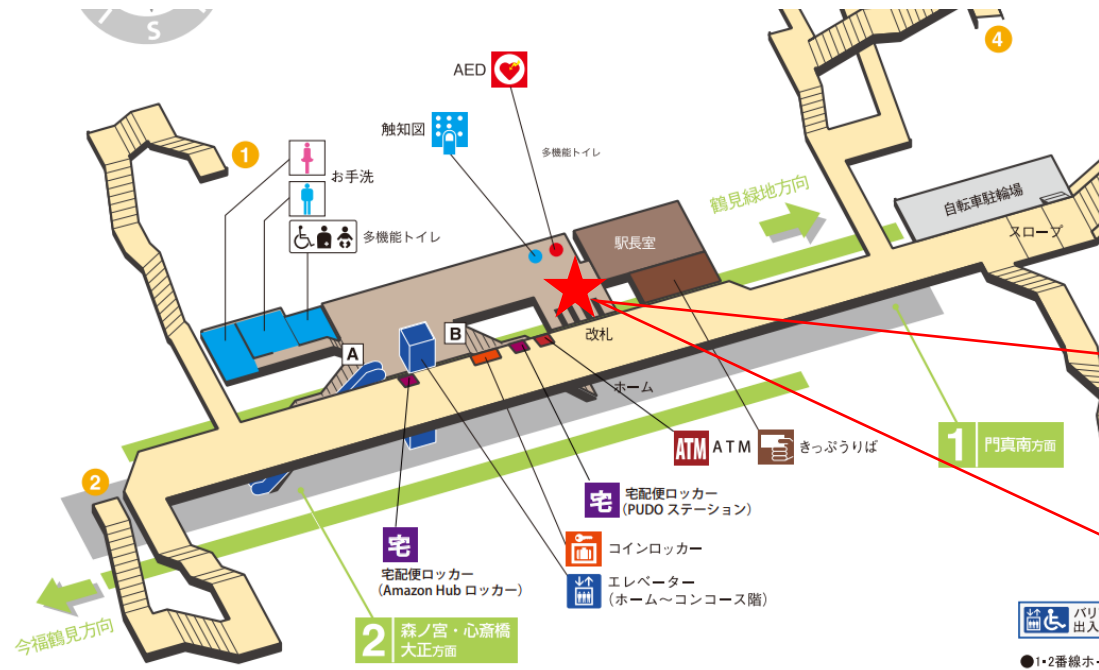 S
4
AED
触知図
多機能トイレ
1
お手洗
多機能トイレ
鶴見緑地方向
駅長室
自転車駐輪場
スロープ
A
B
改札
ホーム
ATM ATM
きっぷうりば
1 門真南方面
2
宅 宅配便ロッカー
(PUDO ステーション)
宅
宅配便ロッカー
(Amazon Hub ロッカー)
コインロッカー
エレベーター
(ホーム～コンコース階)
今福鶴見方向
2 森ノ宮・心斎橋
大正方面
バリ
出入
●1・2番線ホ